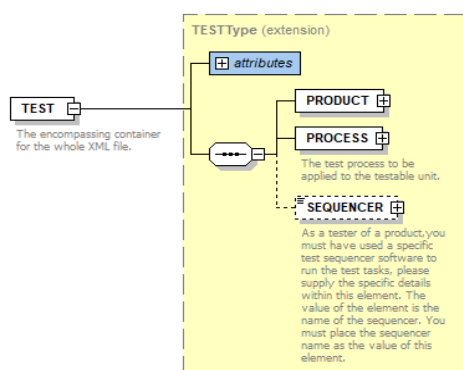 TESTType (extension)
attributes
TEST
The encompassing container
for the whole XML file.
PRODUCT
PROCESS
The test process to be
applied to the testable unit.
SEQUENCER
As a tester of a product,you
must have used a specific
test sequencer software to
run the test tasks, please
supply the specific details
within this element. The
value of the element is the
name of the sequencer. You
must place the sequencer
name as the value of this
element.